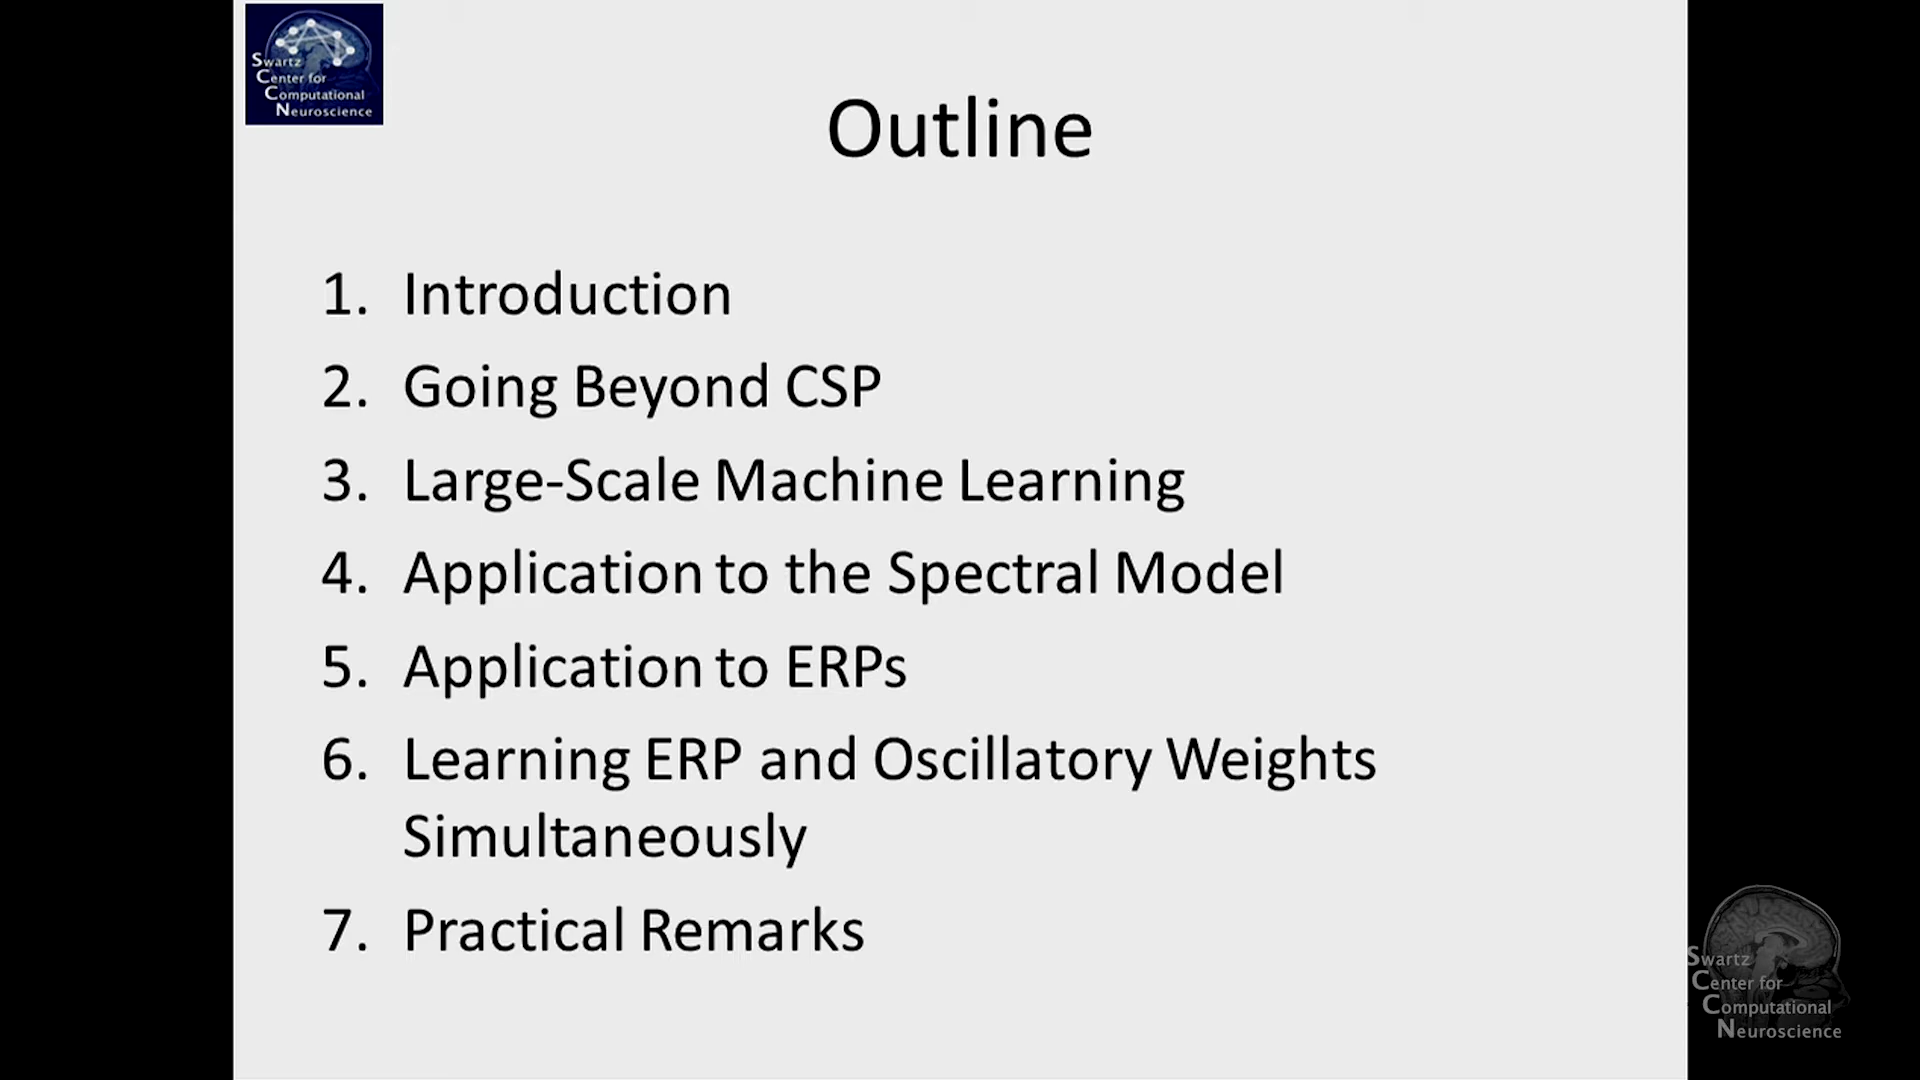 Swartz
Center for
Computational
Neuroscience
Outline
1. Introduction
2. Going Beyond CSP
3. Large-Scale Machine Learning
4. Application to the Spectral Model
5. Application to ERPs
6. Learning ERP and Oscillatory Weights
Simultaneously
7. Practical Remarks
Swartz
Center for
Computational
Neuroscience